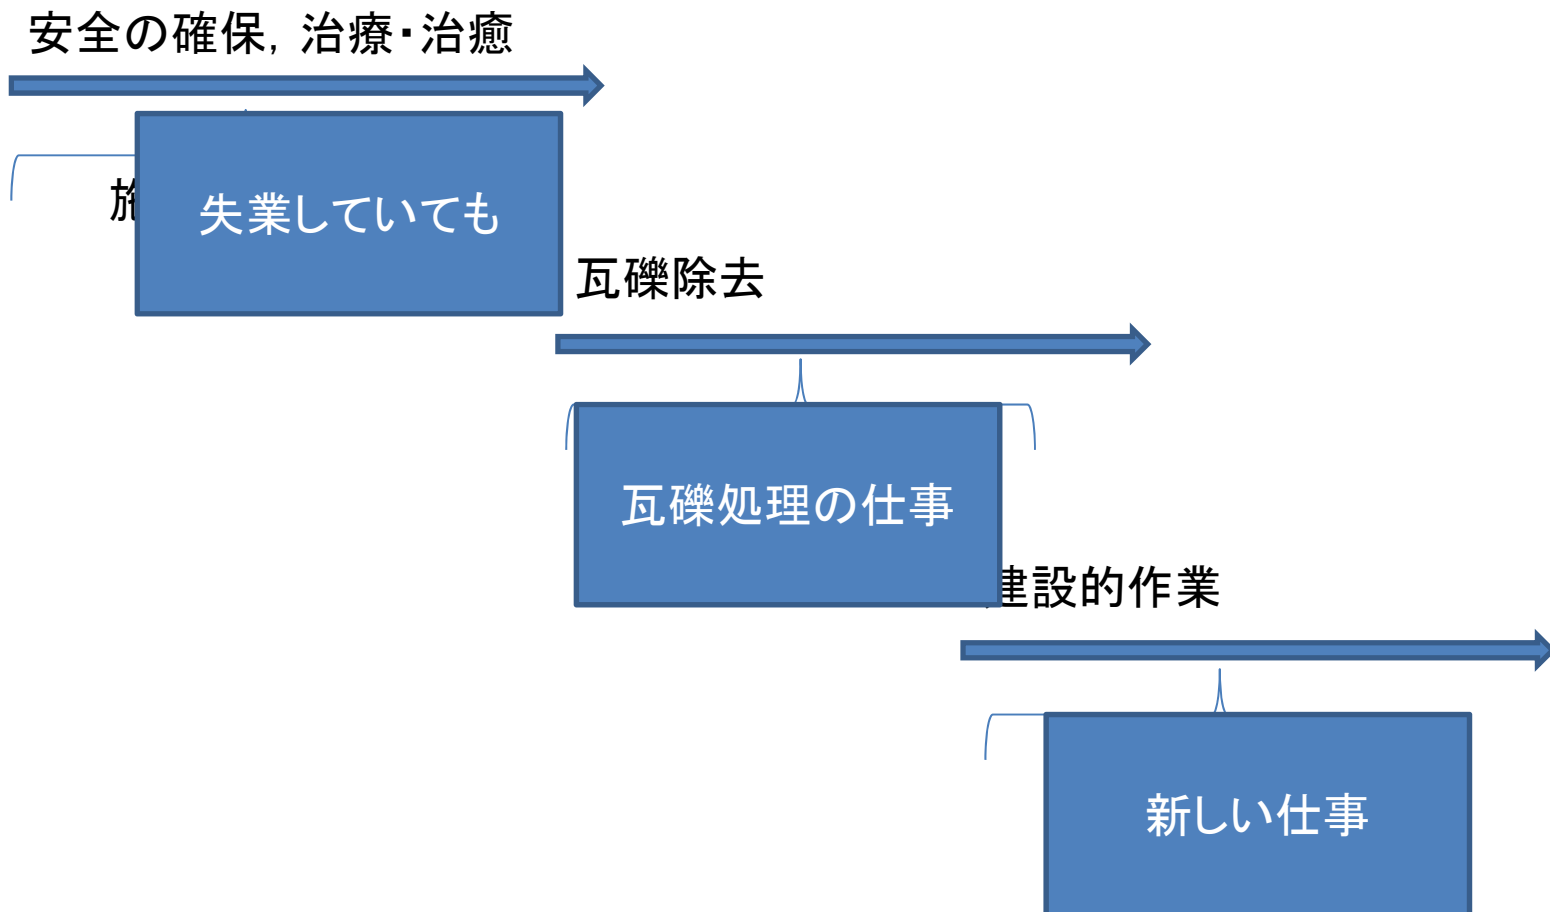 安全の確保，治療・治癒
失業していても
瓦礫除去
瓦礫処理の仕事
建設的作業
新しい仕事